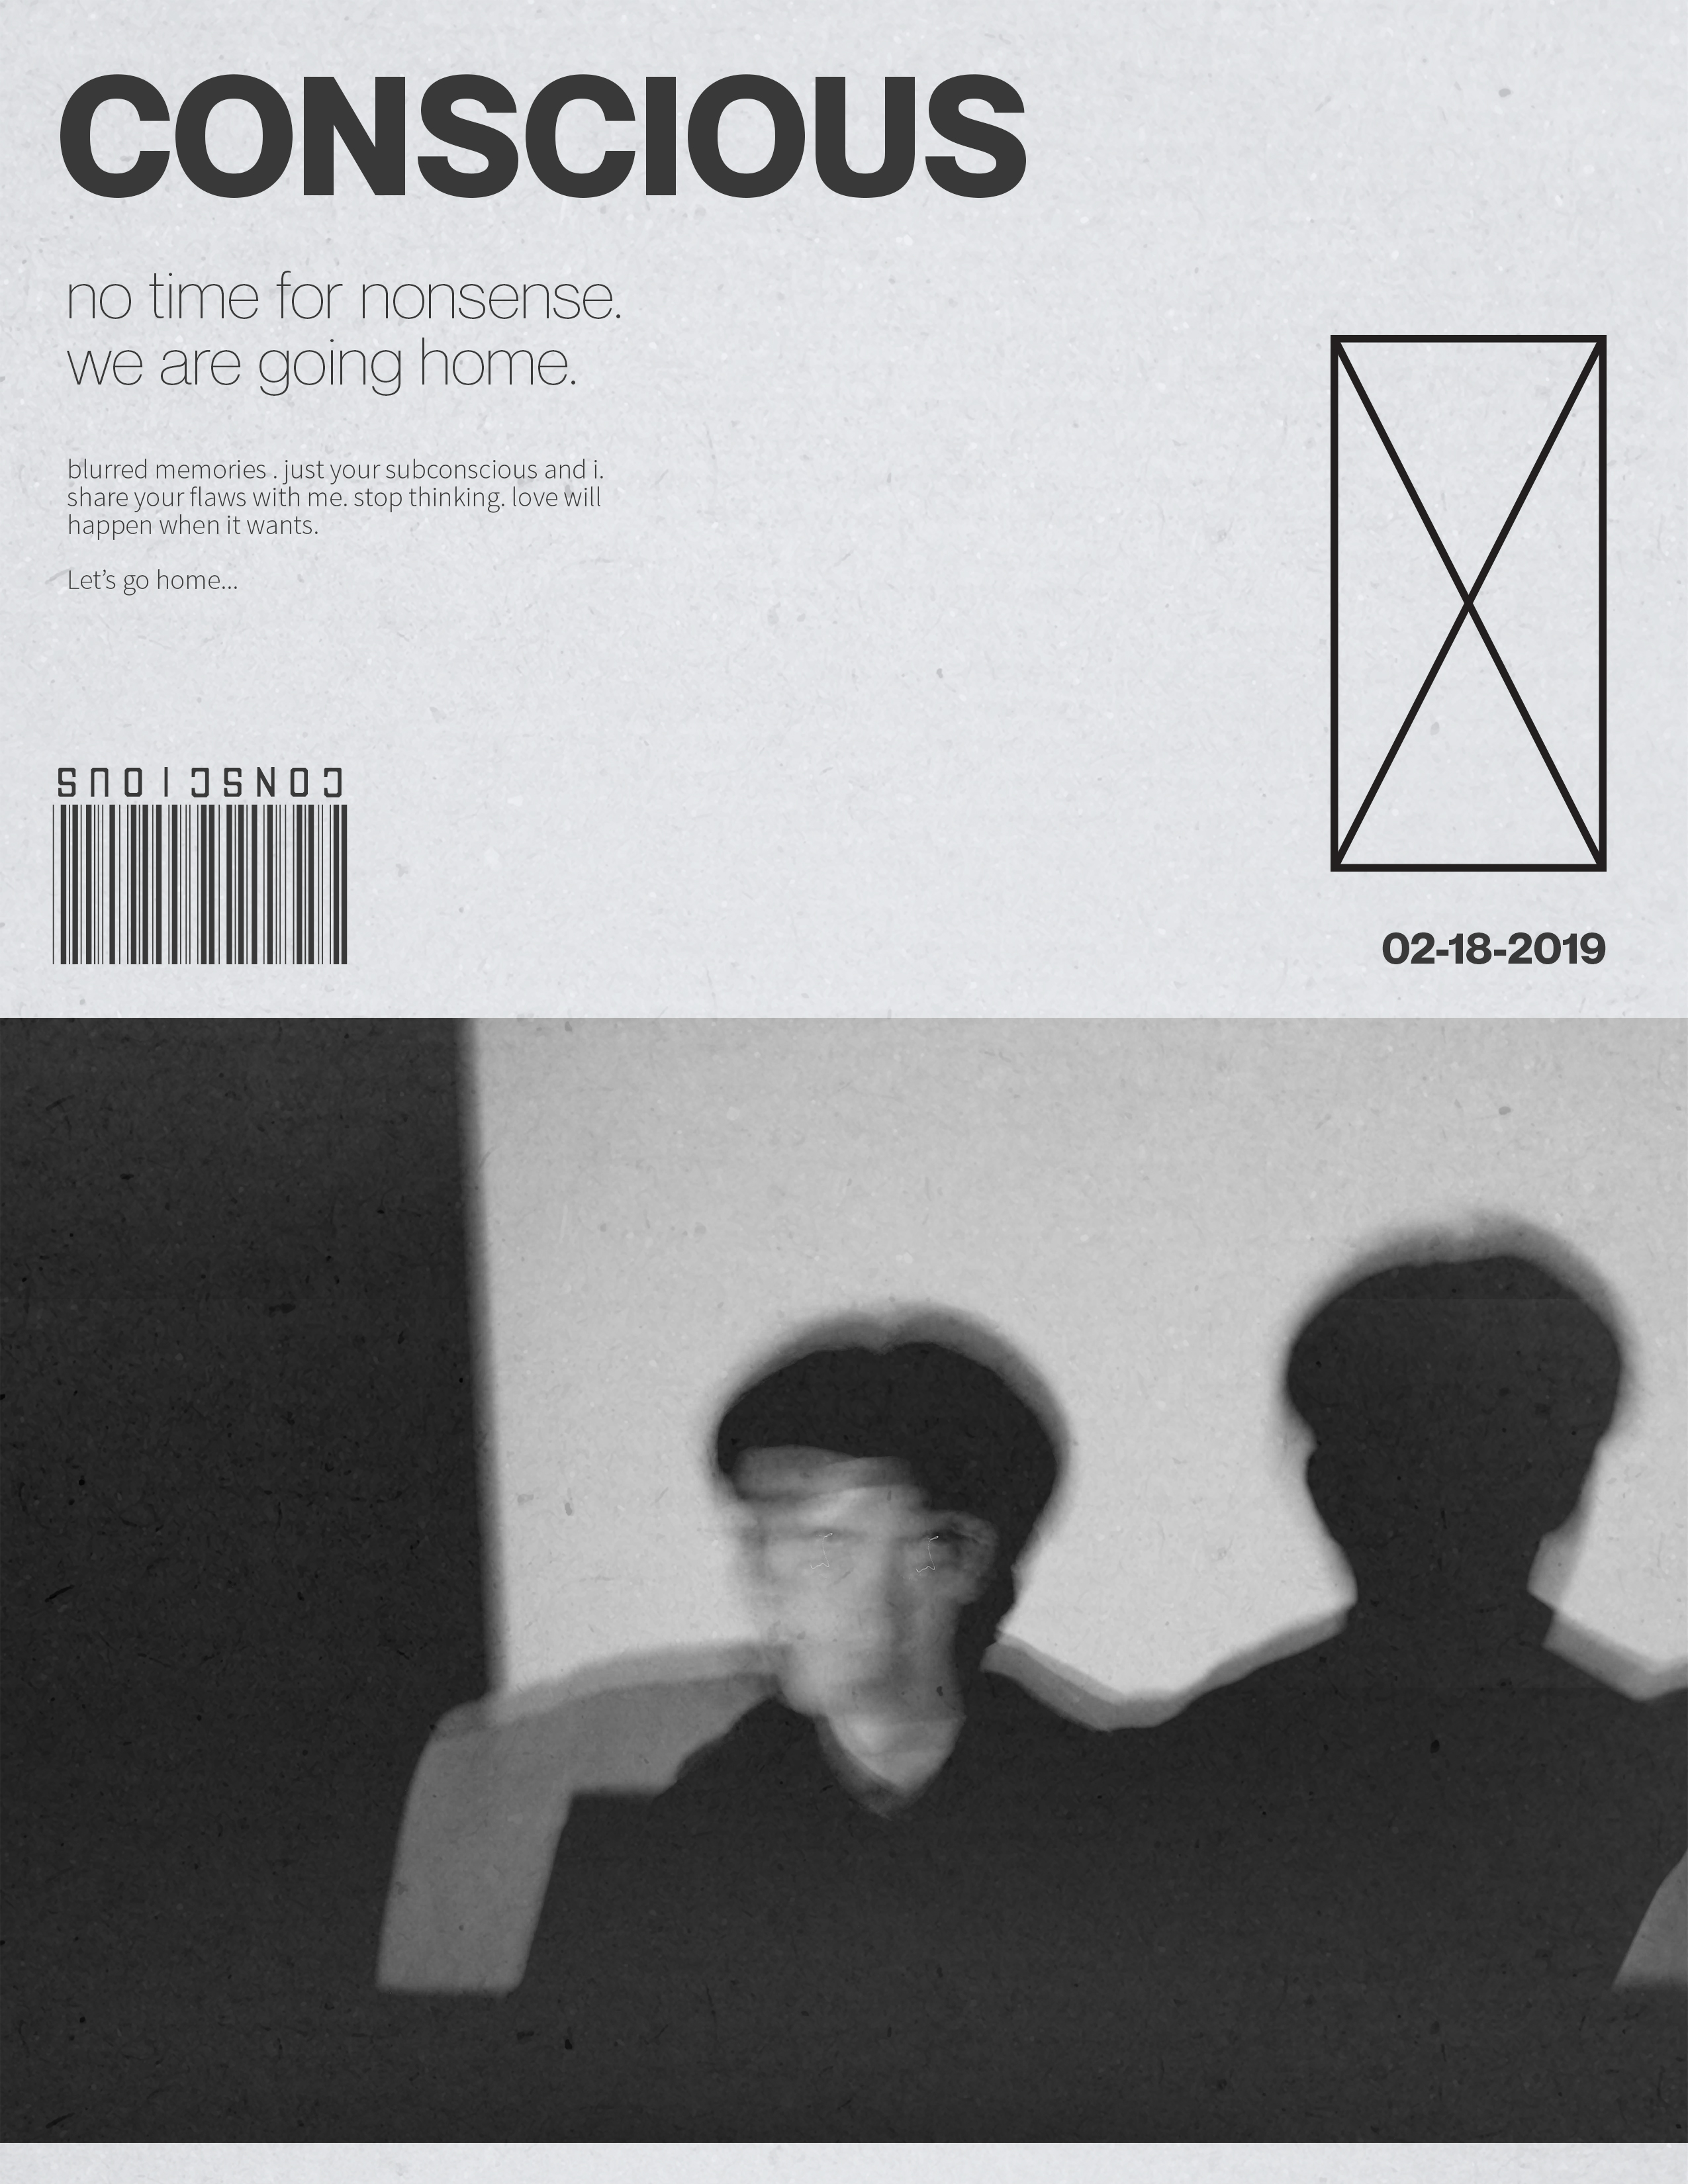 CONSCIOUS
no time for nonsense.
we are going home.
blurred memories . just your subconscious and i.
share your flaws with me. stop thinking. love will
happen when it wants.
Let’s go home...
CONSCIOUS
02-18-2019